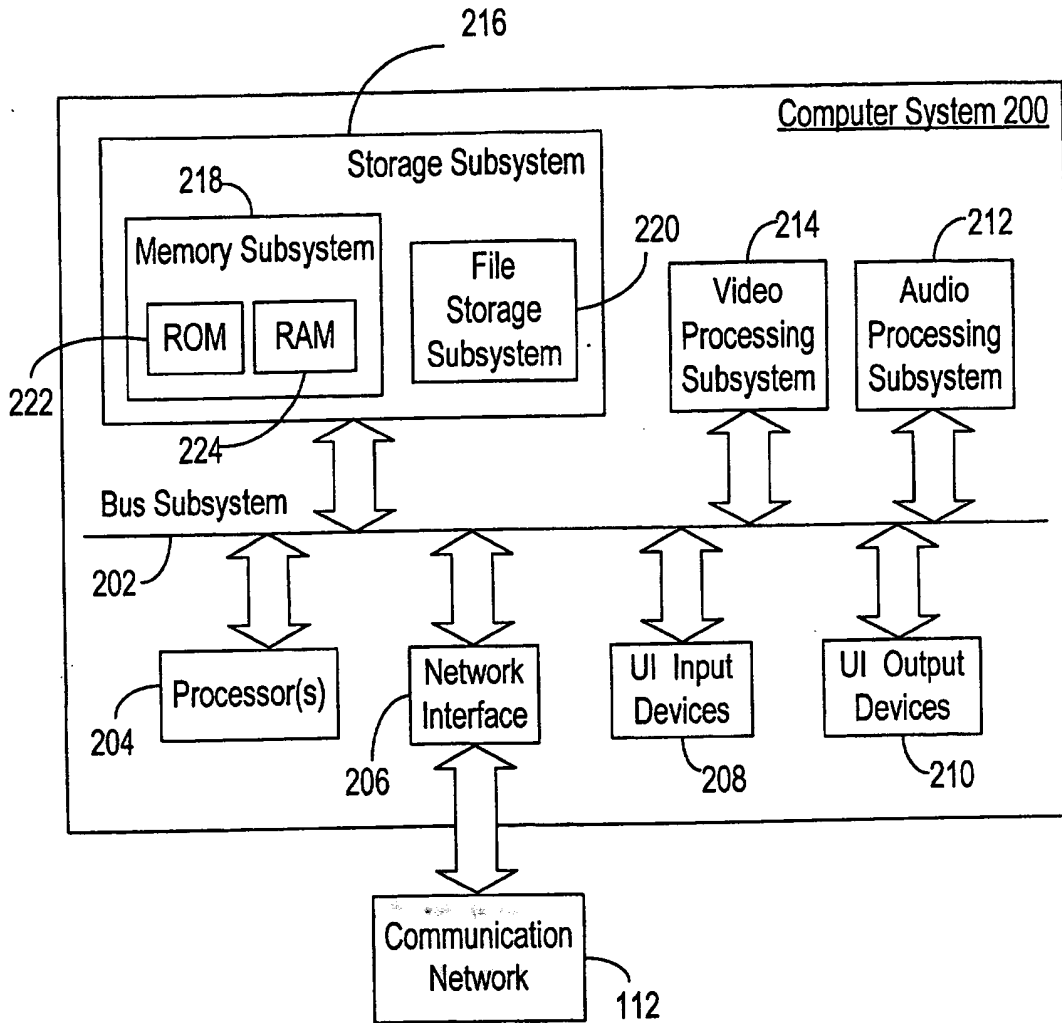 216
Computer System 200
Storage Subsystem
218
Memory Subsystem
ROM
RAM
222
224
File
Storage
Subsystem
220
214
Video
Processing
Subsystem
212
Audio
Processing
Subsystem
Bus Subsystem
202
Processor(s)
204
Network
Interface
206
UI Input
Devices
208
UI Output
Devices
210
Communication
Network
112